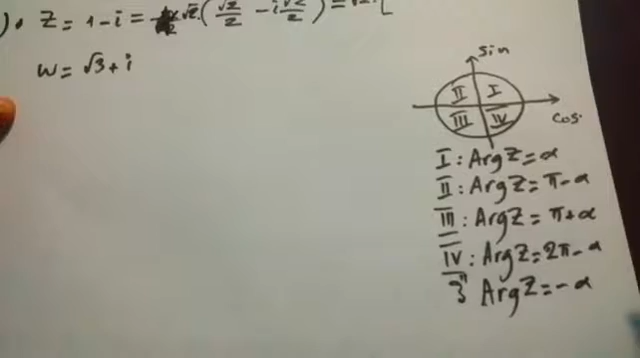 ). Z = 1-i = √2(√2/2 - i√2/2) = √2·[
W = √3 + i
sin
II I
III IV
cos.
I : Arg Z = α
II : Arg Z = π - α
III : Arg Z = π + α
IV : Arg Z = 2π - α
Arg Z = -α